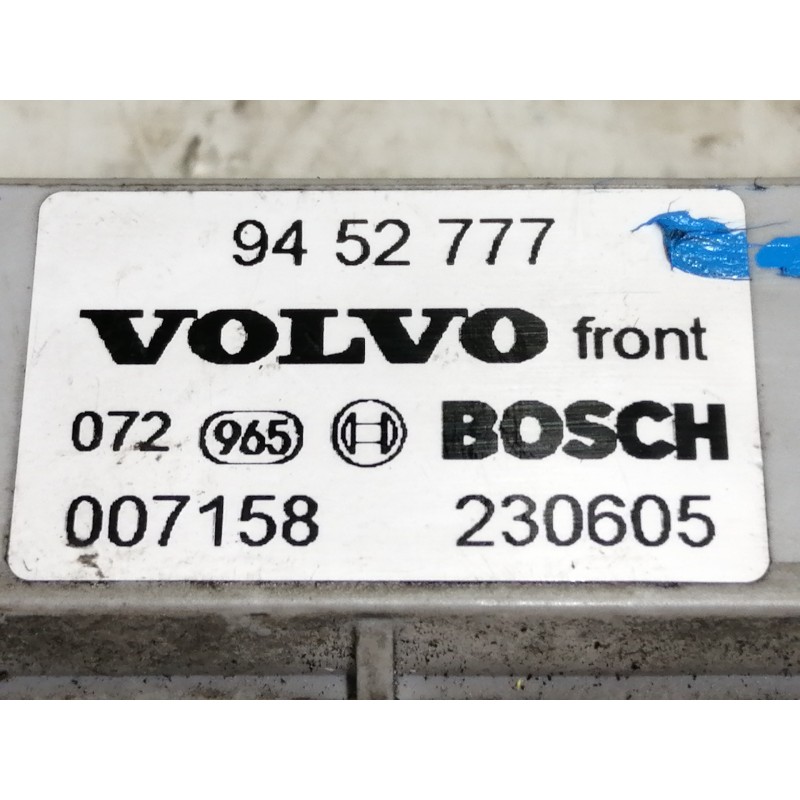 94 52 777
VOLVO front
072 965 BOSCH
007158 230605